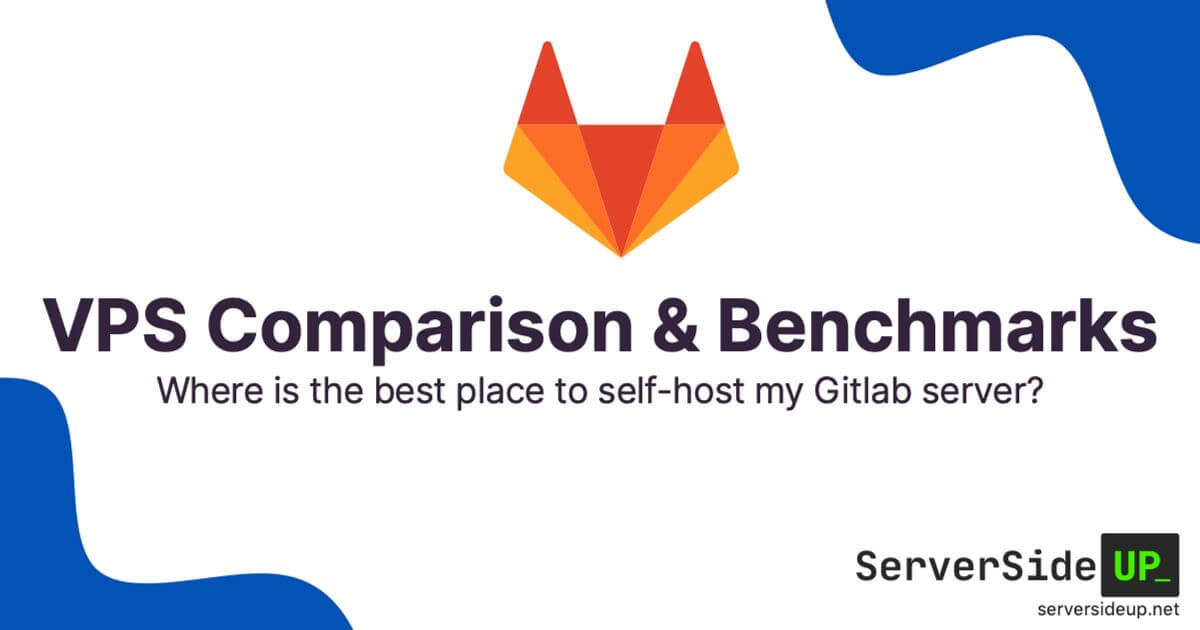 VPS Comparison & Benchmarks
Where is the best place to self-host my Gitlab server?
ServerSide UP_
serversideup.net